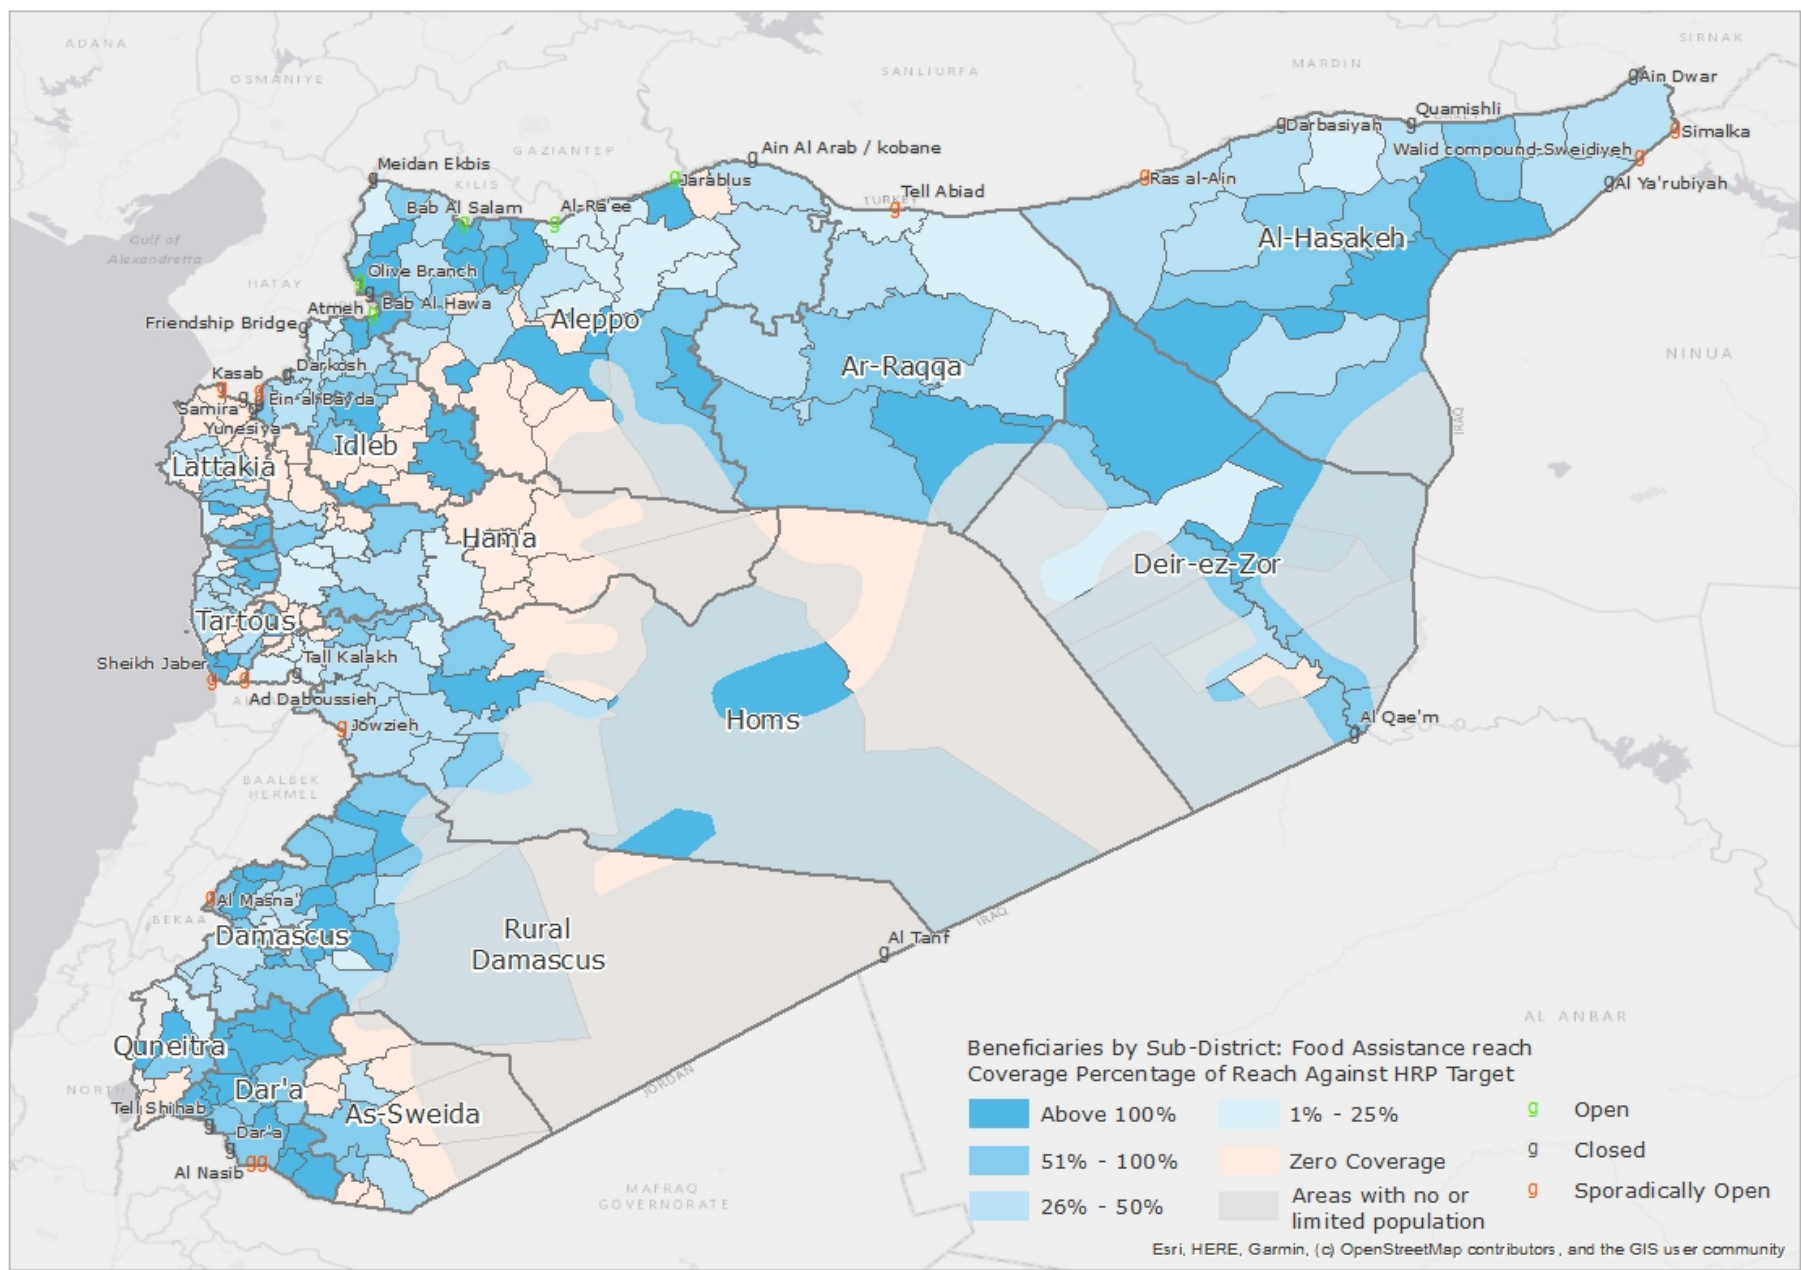 ADANA
OSMANIYE
SANLIURFA
MARDIN
SIRNAK
Ain Dwar
Quamishli
Darbasiyah
Simalka
Walid compound-Sweidiyeh
Al Ya'rubiyah
Ras al-Ain
Ain Al Arab / kobane
GAZIANTEP
Meidan Ekbis
KILIS
Jarablus
Tell Abiad
TURKEY
Bab Al Salam
Al-Ra'ee
Gulf of
Alexandretta
HATAY
Olive Branch
Al-Hasakeh
Bab Al Hawa
Atmeh
Friendship Bridge
Aleppo
Ar-Raqqa
NINUA
Darkosh
Kasab
Ein al Bayda
Samira
Yunesiya
IRAQ
Idleb
Lattakia
Hama
Deir-ez-Zor
Tartous
Tall Kalakh
Sheikh Jaber
Ad Daboussieh
Jowzieh
Homs
Al Qae'm
BAALBEK
HERMEL
Al Masna'
BEKAA
Damascus
Rural
Damascus
IRAQ
Al Tanf
AL ANBAR
Quneitra
JORDAN
NORTH
Dar'a
Tell Shihab
As-Sweida
Dar'a
Al Nasib
MAFRAQ
GOVERNORATE
Beneficiaries by Sub-District: Food Assistance reach
Coverage Percentage of Reach Against HRP Target
Above 100%
1% - 25%
Open
51% - 100%
Zero Coverage
Closed
26% - 50%
Areas with no or
limited population
Sporadically Open
Esri, HERE, Garmin, (c) OpenStreetMap contributors, and the GIS user community